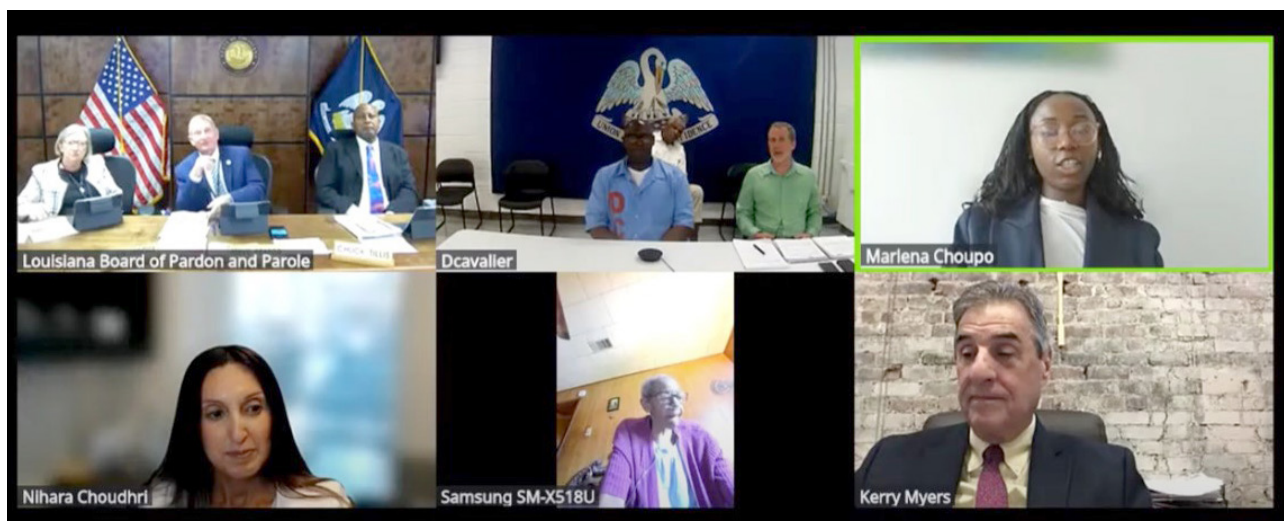 Louisiana Board of Pardon and Parole
Dcavalier
Marlena Choupo
Nihara Choudhri
Samsung SM-X518U
Kerry Myers